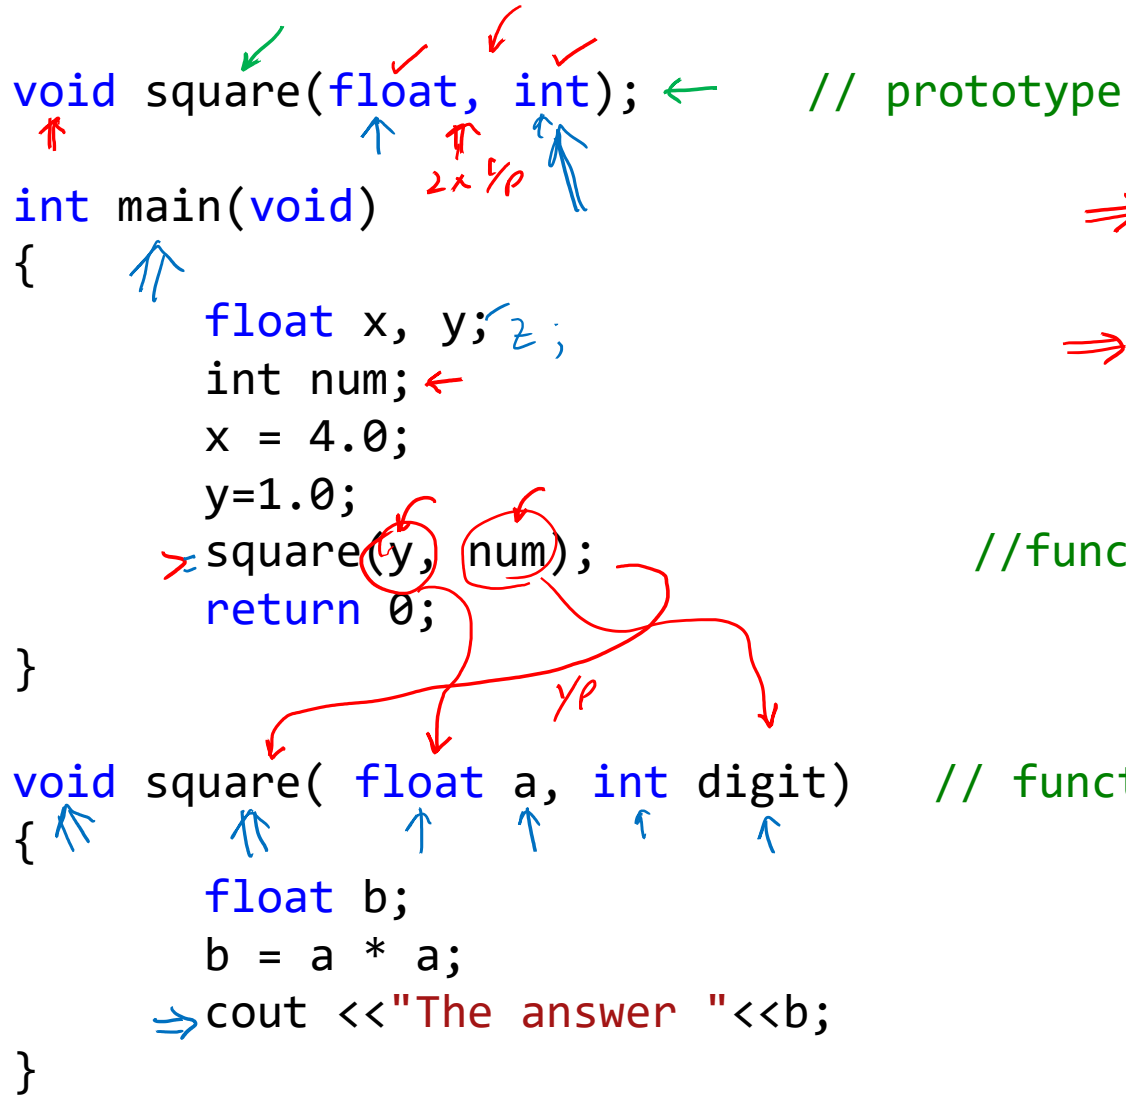 void square(float, int); // prototype
2x i/p
int main(void)
{
float x, y; z;
int num;
x = 4.0;
y=1.0;
square(y, num); //func
return 0;
}
i/p
void square( float a, int digit) // funct
{
float b;
b = a * a;
cout <<"The answer "<<b;
}